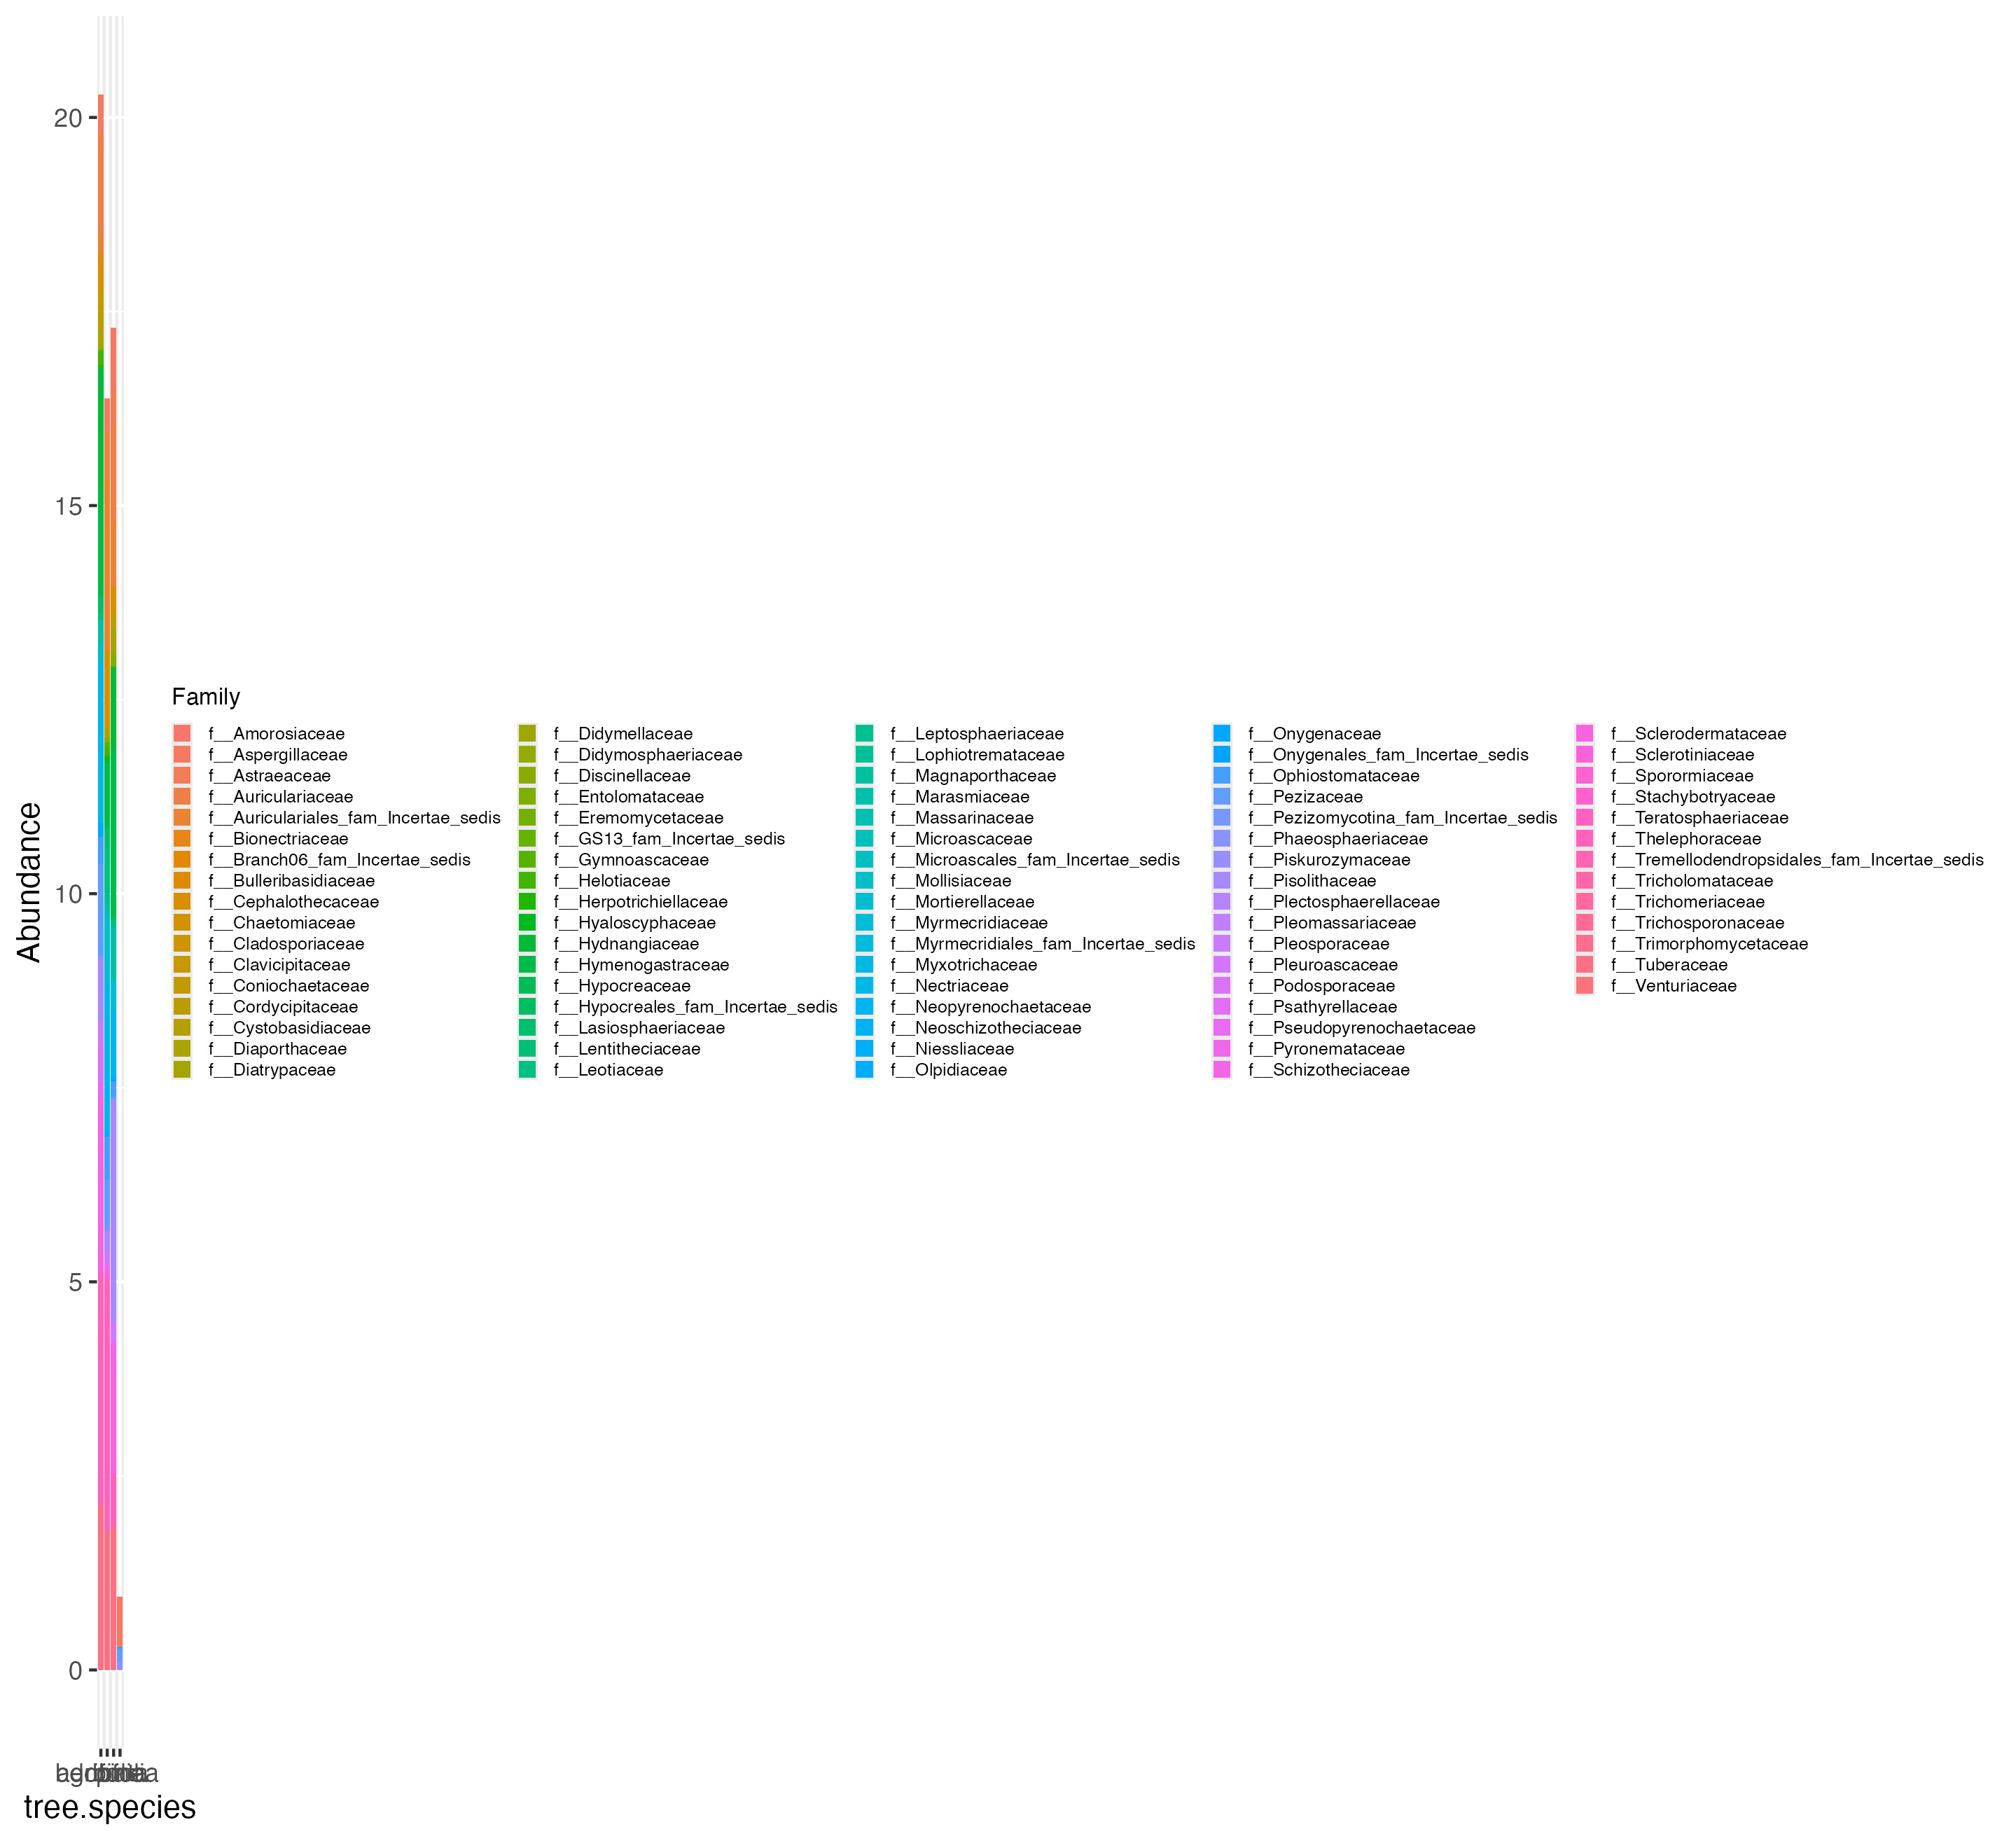 20
15
10
5
0
Abundance
tree.species
Family
f__Amorosiaceae
f__Aspergillaceae
f__Astraeaceae
f__Auriculariaceae
f__Auriculariales_fam_Incertae_sedis
f__Bionectriaceae
f__Branch06_fam_Incertae_sedis
f__Bulleribasidiaceae
f__Cephalothecaceae
f__Chaetomiaceae
f__Cladosporiaceae
f__Clavicipitaceae
f__Coniochaetaceae
f__Cordycipitaceae
f__Cystobasidiaceae
f__Diaporthaceae
f__Diatrypaceae
f__Didymellaceae
f__Didymosphaeriaceae
f__Discinellaceae
f__Entolomataceae
f__Eremomycetaceae
f__GS13_fam_Incertae_sedis
f__Gymnoascaceae
f__Helotiaceae
f__Herpotrichiellaceae
f__Hyaloscyphaceae
f__Hydnangiaceae
f__Hymenogastraceae
f__Hypocreaceae
f__Hypocreales_fam_Incertae_sedis
f__Lasiosphaeriaceae
f__Lentitheciaceae
f__Leotiaceae
f__Leptosphaeriaceae
f__Lophiotremataceae
f__Magnaporthaceae
f__Marasmiaceae
f__Massarinaceae
f__Microascaceae
f__Microascales_fam_Incertae_sedis
f__Mollisiaceae
f__Mortierellaceae
f__Myrmecridiaceae
f__Myrmecridiales_fam_Incertae_sedis
f__Myxotrichaceae
f__Nectriaceae
f__Neopyrenochaetaceae
f__Neoschizotheciaceae
f__Niessliaceae
f__Olpidiaceae
f__Onygenaceae
f__Onygenales_fam_Incertae_sedis
f__Ophiostomataceae
f__Pezizaceae
f__Pezizomycotina_fam_Incertae_sedis
f__Phaeosphaeriaceae
f__Piskurozymaceae
f__Pisolithaceae
f__Plectosphaerellaceae
f__Pleomassariaceae
f__Pleosporaceae
f__Pleuroascaceae
f__Podosporaceae
f__Psathyrellaceae
f__Pseudopyrenochaetaceae
f__Pyronemataceae
f__Schizotheciaceae
f__Sclerodermataceae
f__Sclerotiniaceae
f__Sporormiaceae
f__Stachybotryaceae
f__Teratosphaeriaceae
f__Thelephoraceae
f__Tremellodendropsidales_fam_Incertae_sedis
f__Tricholomataceae
f__Trichomeriaceae
f__Trichosporonaceae
f__Trimorphomycetaceae
f__Tuberaceae
f__Venturiaceae